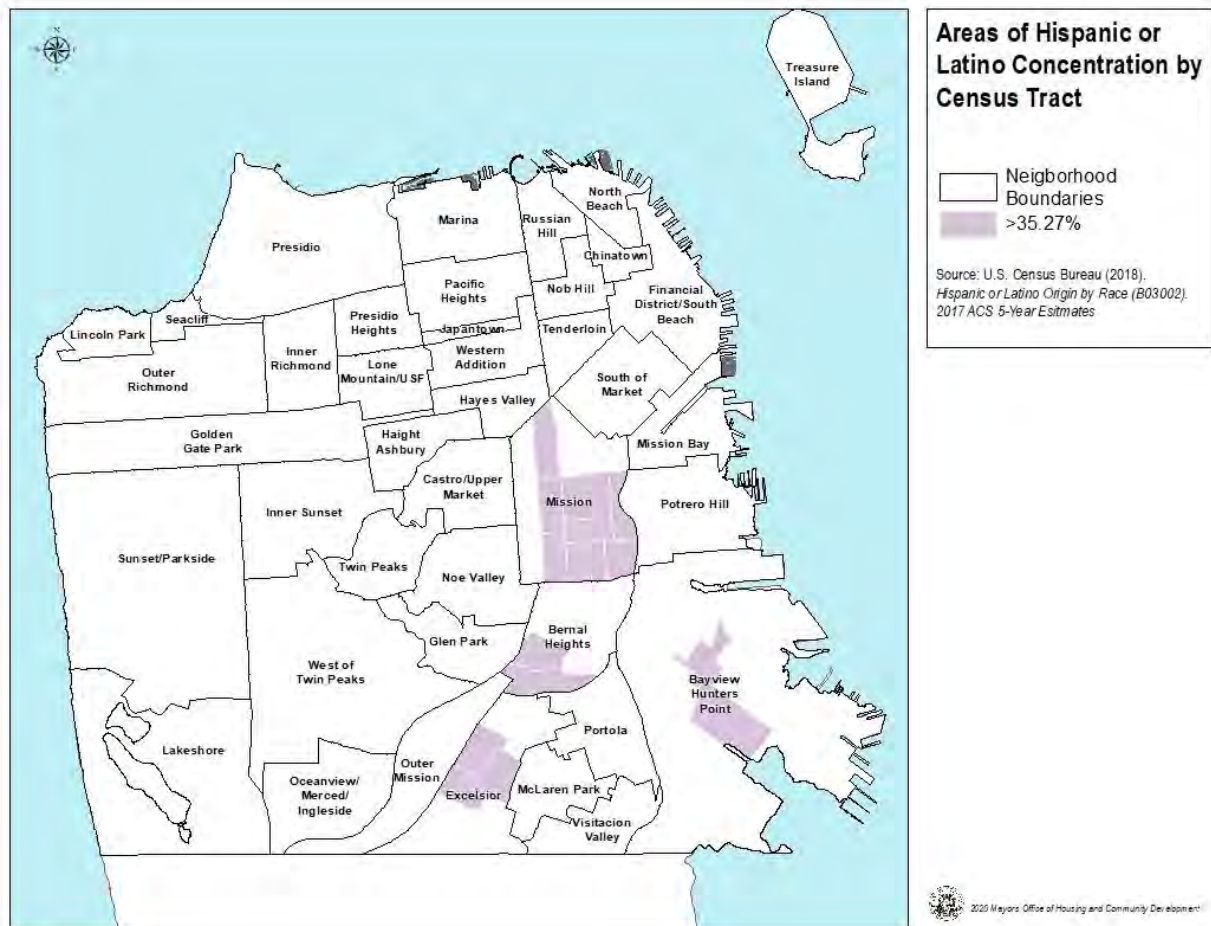 Areas of Hispanic or
Latino Concentration by
Census Tract
Neigborhood
Boundaries
>35.27%
Source: U.S. Census Bureau (2018).
Hispanic or Latino Origin by Race (B03002).
2017 ACS 5-Year Esitmates
Treasure
Island
North
Beach
Marina
Russian
Hill
Presidio
Chinatown
Pacific
Heights
Nob Hill
Financial
District/South
Beach
Seacliff
Presidio
Heights
Lincoln Park
Japantown
Tenderloin
Inner
Richmond
Western
Addition
Outer
Richmond
Lone
Mountain/USF
South of
Market
Hayes Valley
Golden
Gate Park
Haight
Ashbury
Mission Bay
Castro/Upper
Market
Mission
Potrero Hill
Inner Sunset
Sunset/Parkside
Twin Peaks
Noe Valley
Bernal
Heights
Glen Park
West of
Twin Peaks
Bayview
Hunters
Point
Portola
Lakeshore
Outer
Mission
Oceanview/
Merced/
Ingleside
Excelsior
McLaren Park
Visitacion
Valley
2020 Mayors Office of Housing and Community Development